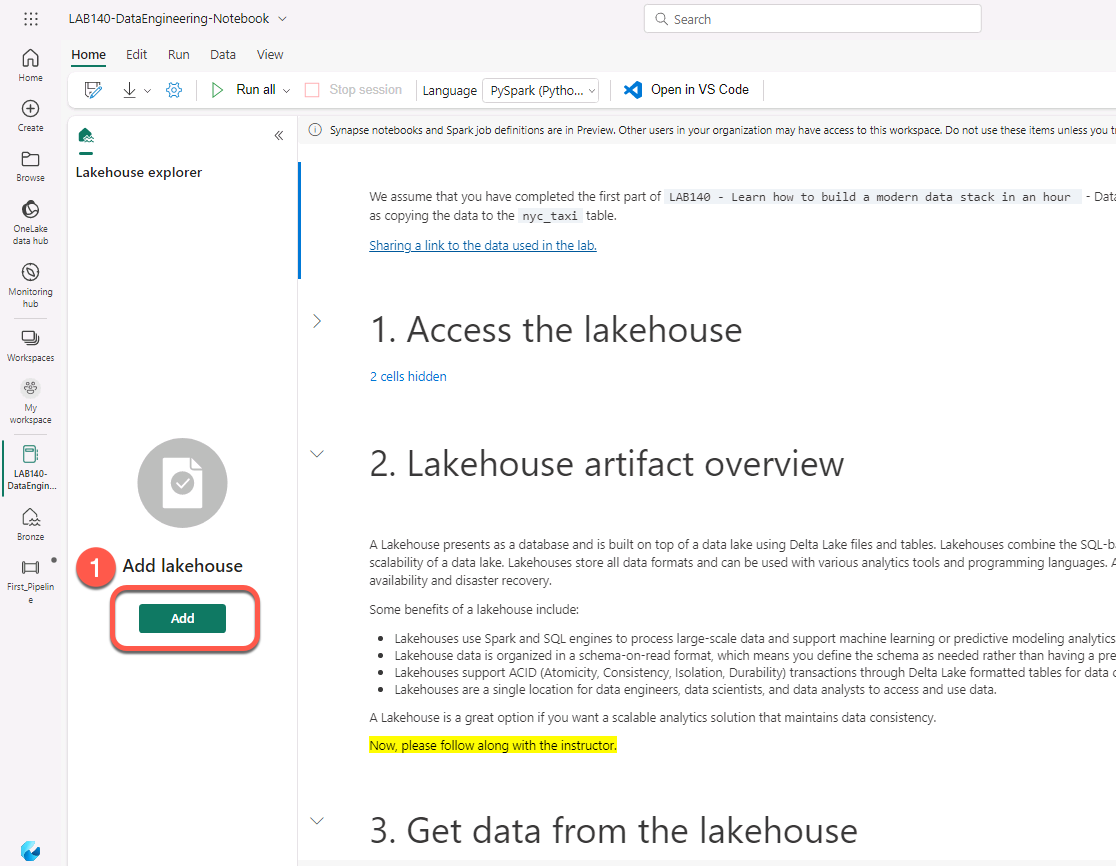 LAB140-DataEngineering-Notebook
Search
Home Edit Run Data View
Run all Stop session Language PySpark (Pytho... Open in VS Code
Home
Create
Browse
OneLake
data hub
Monitoring
hub
Workspaces
My
workspace
LAB140-
DataEngin...
Bronze
First_Pipelin
e
Lakehouse explorer
1 Add lakehouse
Add
Synapse notebooks and Spark job definitions are in Preview. Other users in your organization may have access to this workspace. Do not use these items unless you
We assume that you have completed the first part of LAB140 - Learn how to build a modern data stack in an hour -
as copying the data to the nyc_taxi table.
Sharing a link to the data used in the lab.
1. Access the lakehouse
2 cells hidden
2. Lakehouse artifact overview
A Lakehouse presents as a database and is built on top of a data lake using Delta Lake files and tables. Lakehouses combine the
scalability of a data lake. Lakehouses store all data formats and can be used with various analytics tools and programming languages.
availability and disaster recovery.
Some benefits of a lakehouse include:
• Lakehouses use Spark and SQL engines to process large-scale data and support machine learning or predictive modeling analytics
• Lakehouse data is organized in a schema-on-read format, which means you define the schema as needed rather than having a
• Lakehouses support ACID (Atomicity, Consistency, Isolation, Durability) transactions through Delta Lake formatted tables for data
• Lakehouses are a single location for data engineers, data scientists, and data analysts to access and use data.
A Lakehouse is a great option if you want a scalable analytics solution that maintains data consistency.
Now, please follow along with the instructor.
3. Get data from the lakehouse